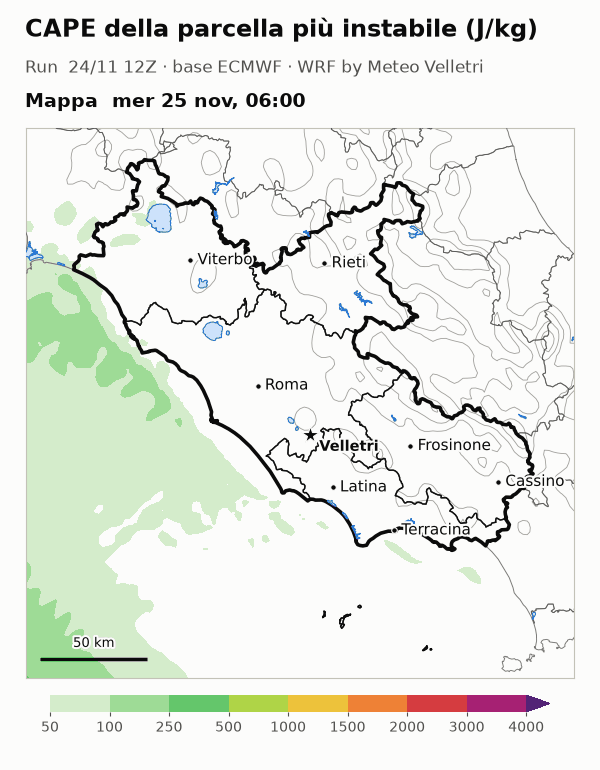 CAPE della parcella più instabile (J/kg)
Run  24/11 12Z · base ECMWF · WRF by Meteo Velletri
Mappa  mer 25 nov, 06:00
Viterbo
Rieti
Roma
Velletri
Frosinone
Cassino
Latina
Terracina
50 km
50 100 250 500 1000 1500 2000 3000 4000